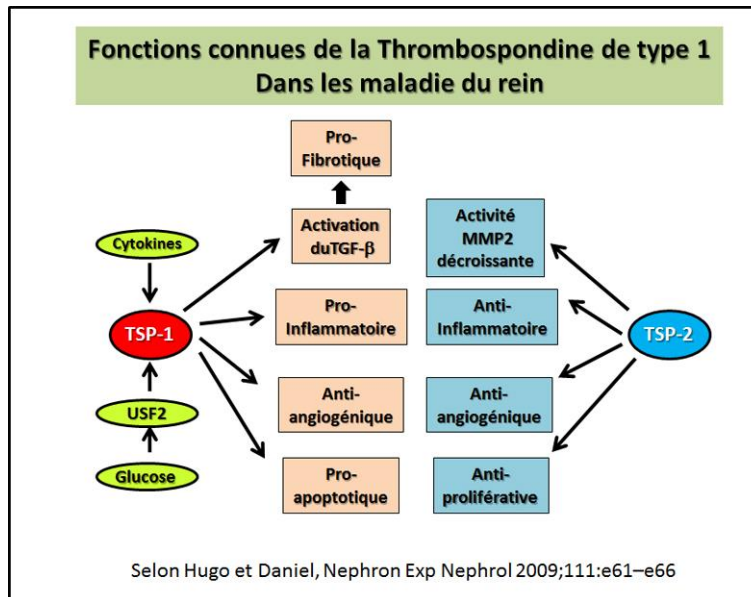 Fonctions connues de la Thrombospondine de type 1
Dans les maladie du rein
Pro-
Fibrotique
Activation
duTGF-β
Activité
MMP2
décroissante
Cytokines
Pro-
Inflammatoire
Anti-
Inflammatoire
TSP-1
TSP-2
USF2
Anti-
angiogénique
Anti-
angiogénique
Glucose
Pro-
apoptotique
Anti-
proliférative
Selon Hugo et Daniel, Nephron Exp Nephrol 2009;111:e61–e66